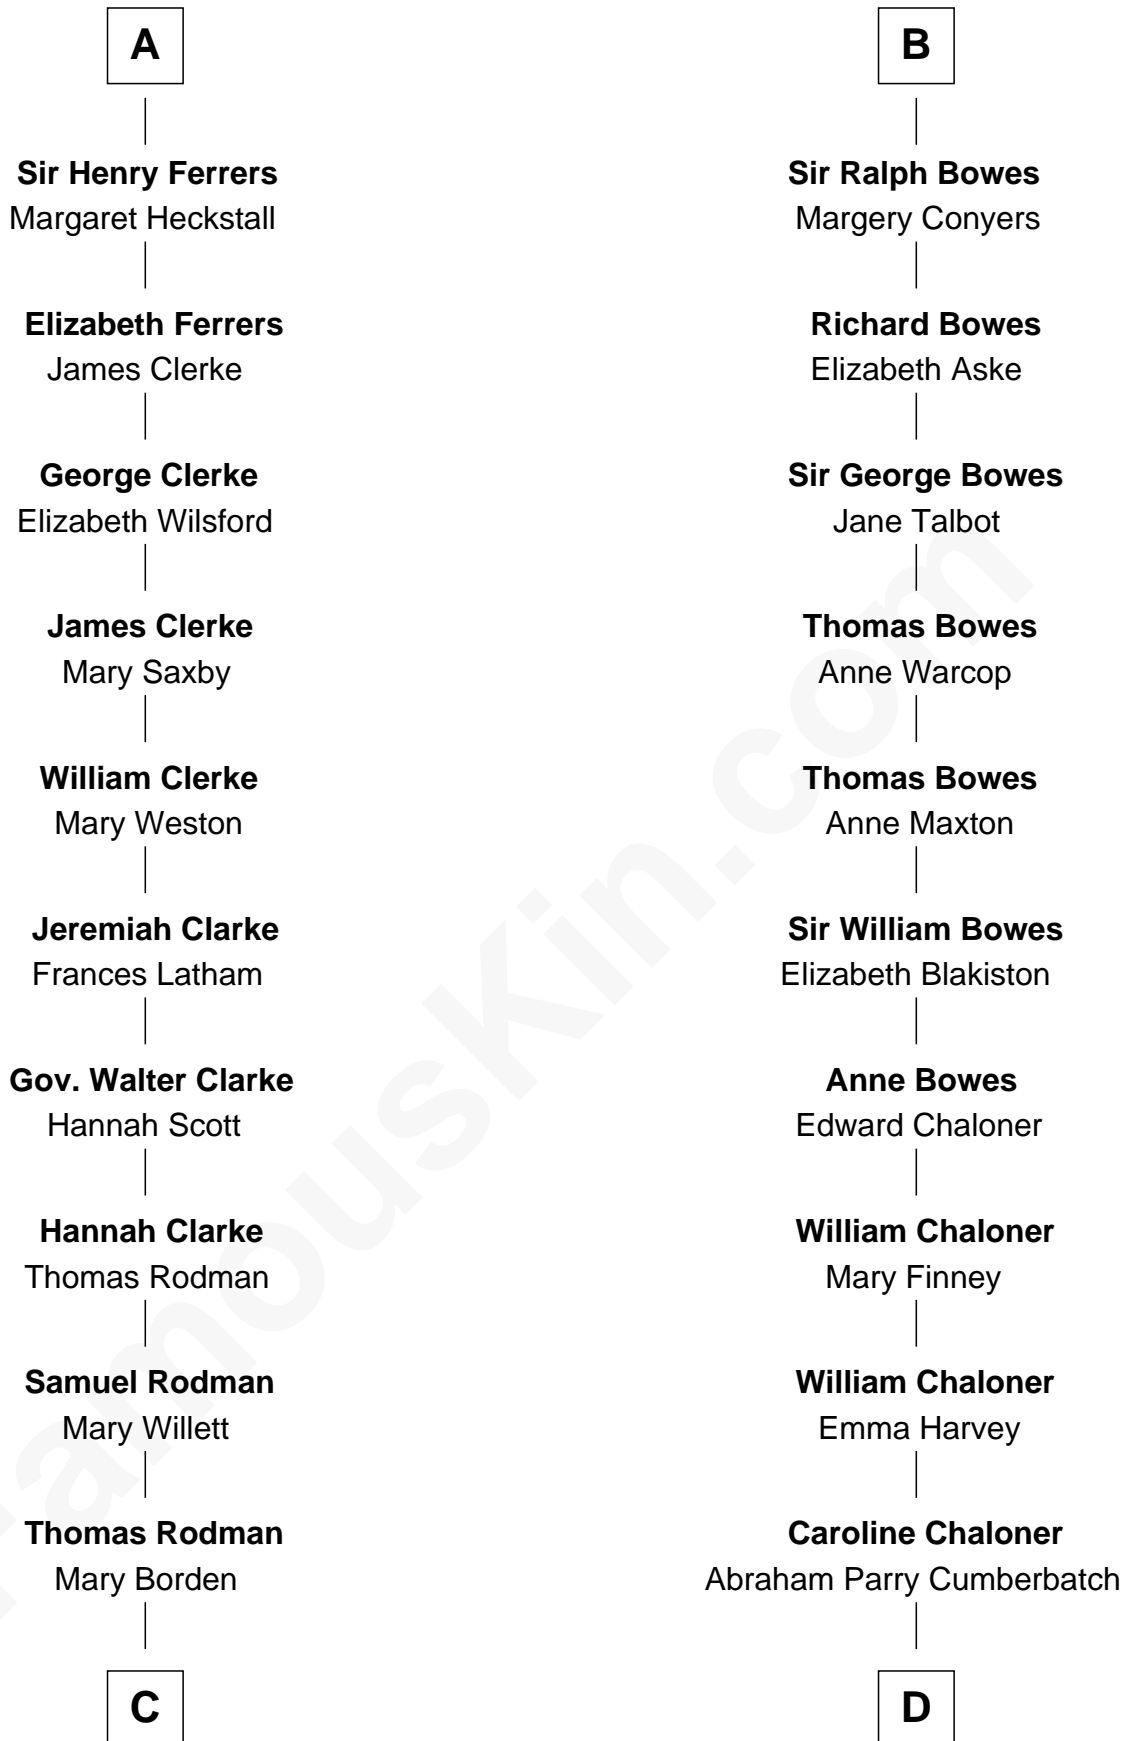 A
Sir Henry Ferrers
Margaret Heckstall
Elizabeth Ferrers
James Clerke
George Clerke
Elizabeth Wilsford
James Clerke
Mary Saxby
William Clerke
Mary Weston
Jeremiah Clarke
Frances Latham
Gov. Walter Clarke
Hannah Scott
Hannah Clarke
Thomas Rodman
Samuel Rodman
Mary Willett
Thomas Rodman
Mary Borden
C
B
Sir Ralph Bowes
Margery Conyers
Richard Bowes
Elizabeth Aske
Sir George Bowes
Jane Talbot
Thomas Bowes
Anne Warcop
Thomas Bowes
Anne Maxton
Sir William Bowes
Elizabeth Blakiston
Anne Bowes
Edward Chaloner
William Chaloner
Mary Finney
William Chaloner
Emma Harvey
Caroline Chaloner
Abraham Parry Cumberbatch
D
FamousKin.com